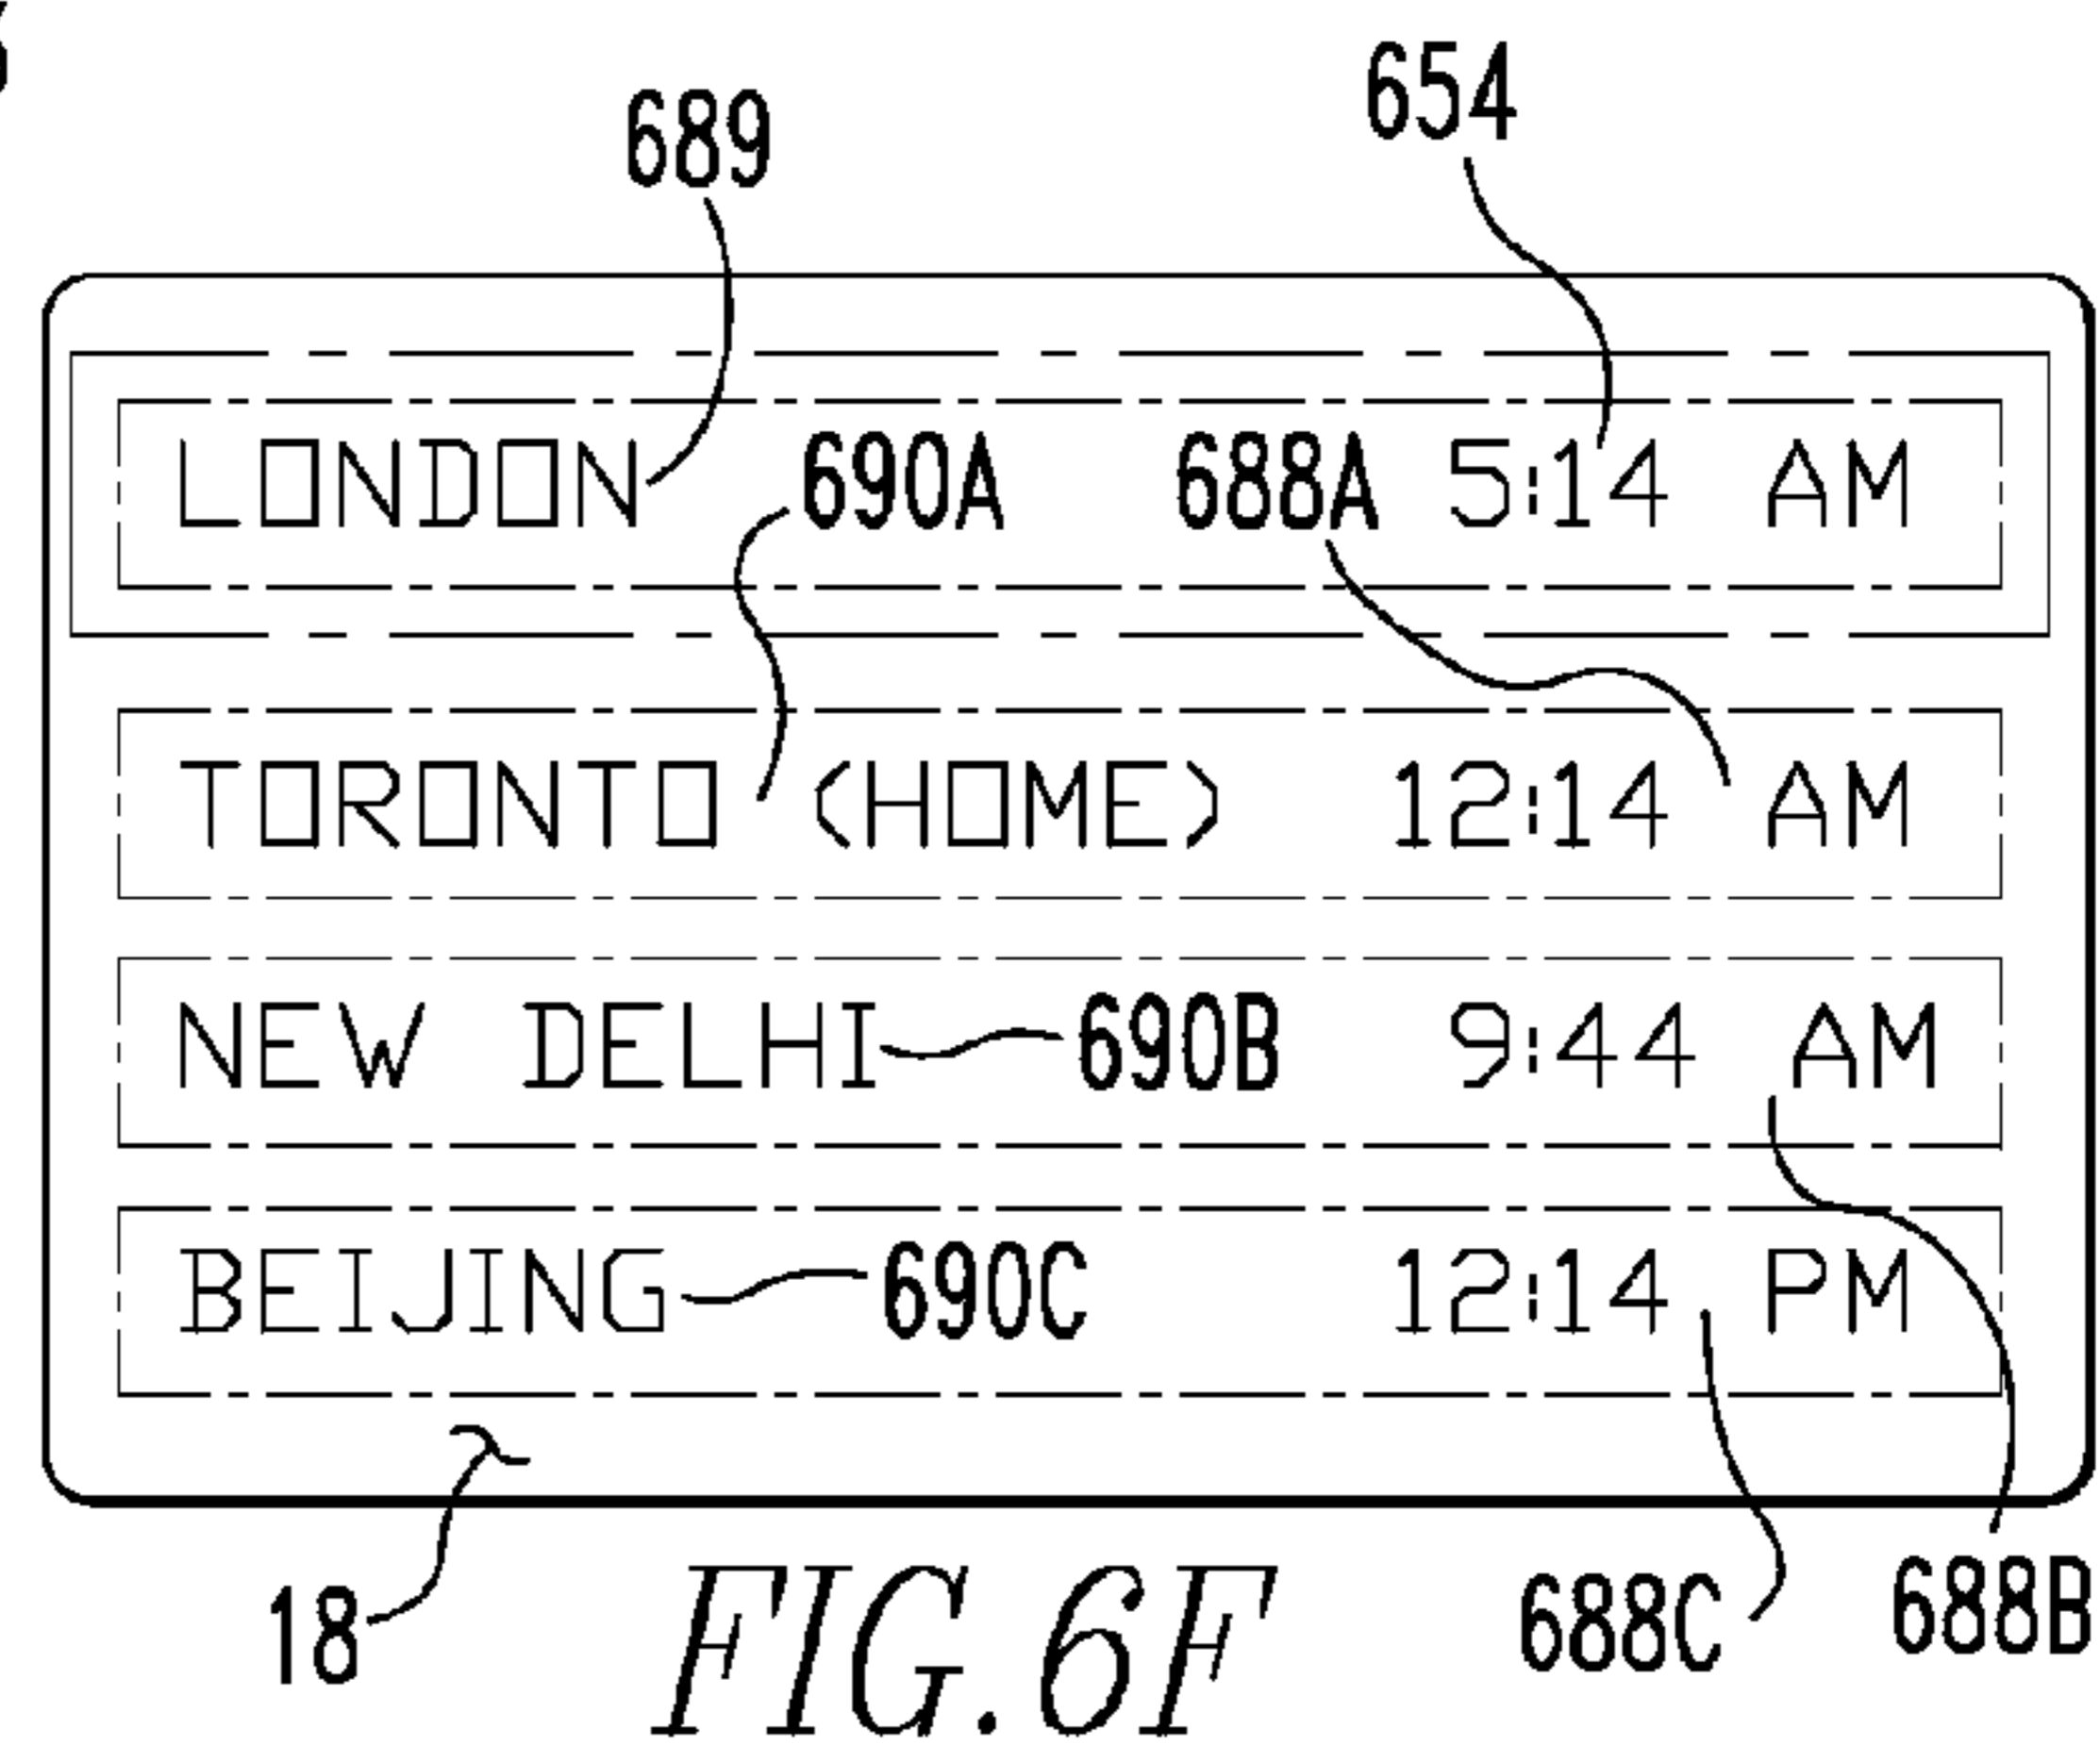 654
689
LONDON 690A 688A 5:14 AM
TORONTO (HOME) 12:14 AM
NEW DELHI 690B 9:44 AM
BEIJING 690C 12:14 PM
18 FIG.6F 688C 688B